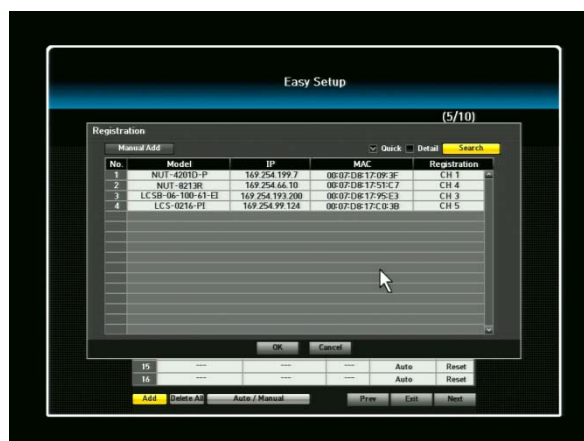 Easy Setup
(5/10)
Registration
Manual Add Quick Detail Search
No. Model IP MAC Registration
1 NUT-4201D-P 169.254.199.7 00:07:D8:17:09:3F CH 1
2 NUT-8213R 169.254.66.10 00:07:D8:17:51:C7 CH 4
3 LCSB-06-100-61-EI 169.254.193.200 00:07:D8:17:95:E3 CH 3
4 LCS-0216-PI 169.254.99.124 00:07:D8:17:C0:3B CH 5
OK Cancel
15 --- --- --- Auto Reset
16 --- --- --- Auto Reset
Add Delete All Auto / Manual Prev Exit Next